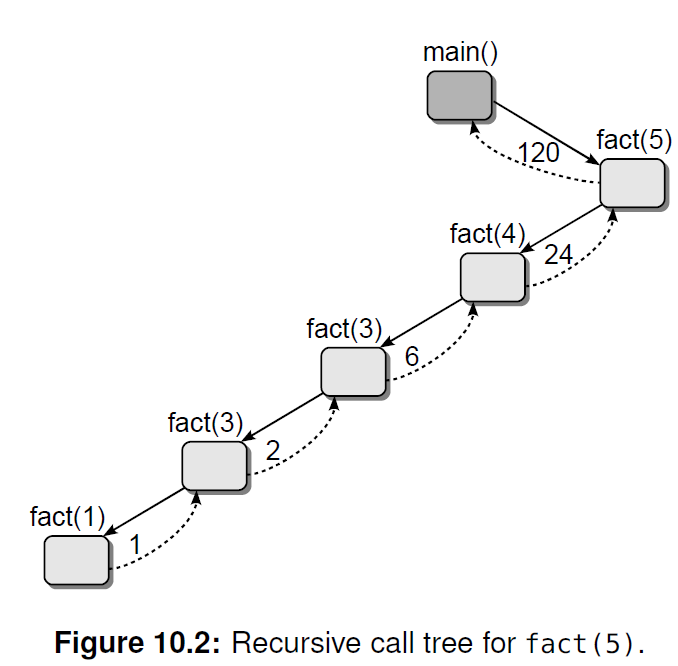 main()
fact(5)
120
fact(4)
24
fact(3)
6
fact(3)
2
fact(1)
1
Figure 10.2: Recursive call tree for fact(5).